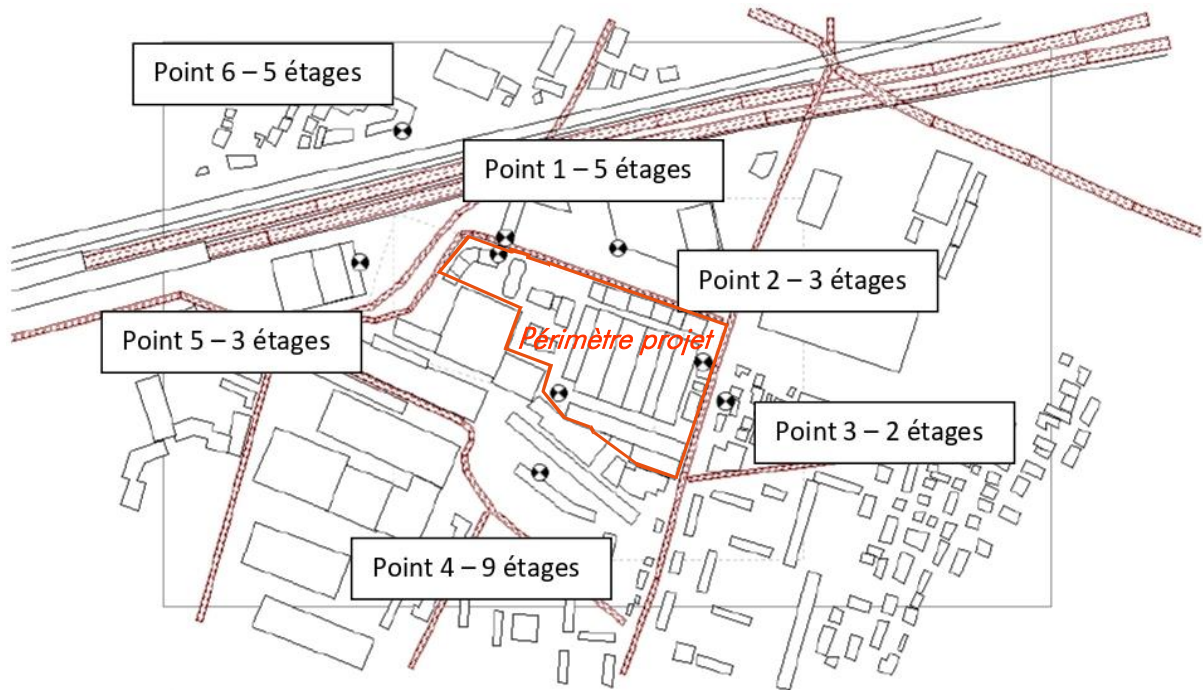 Point 6 – 5 étages
Point 1 – 5 étages
Point 2 – 3 étages
Point 5 – 3 étages
Périmètre projet
Point 3 – 2 étages
Point 4 – 9 étages